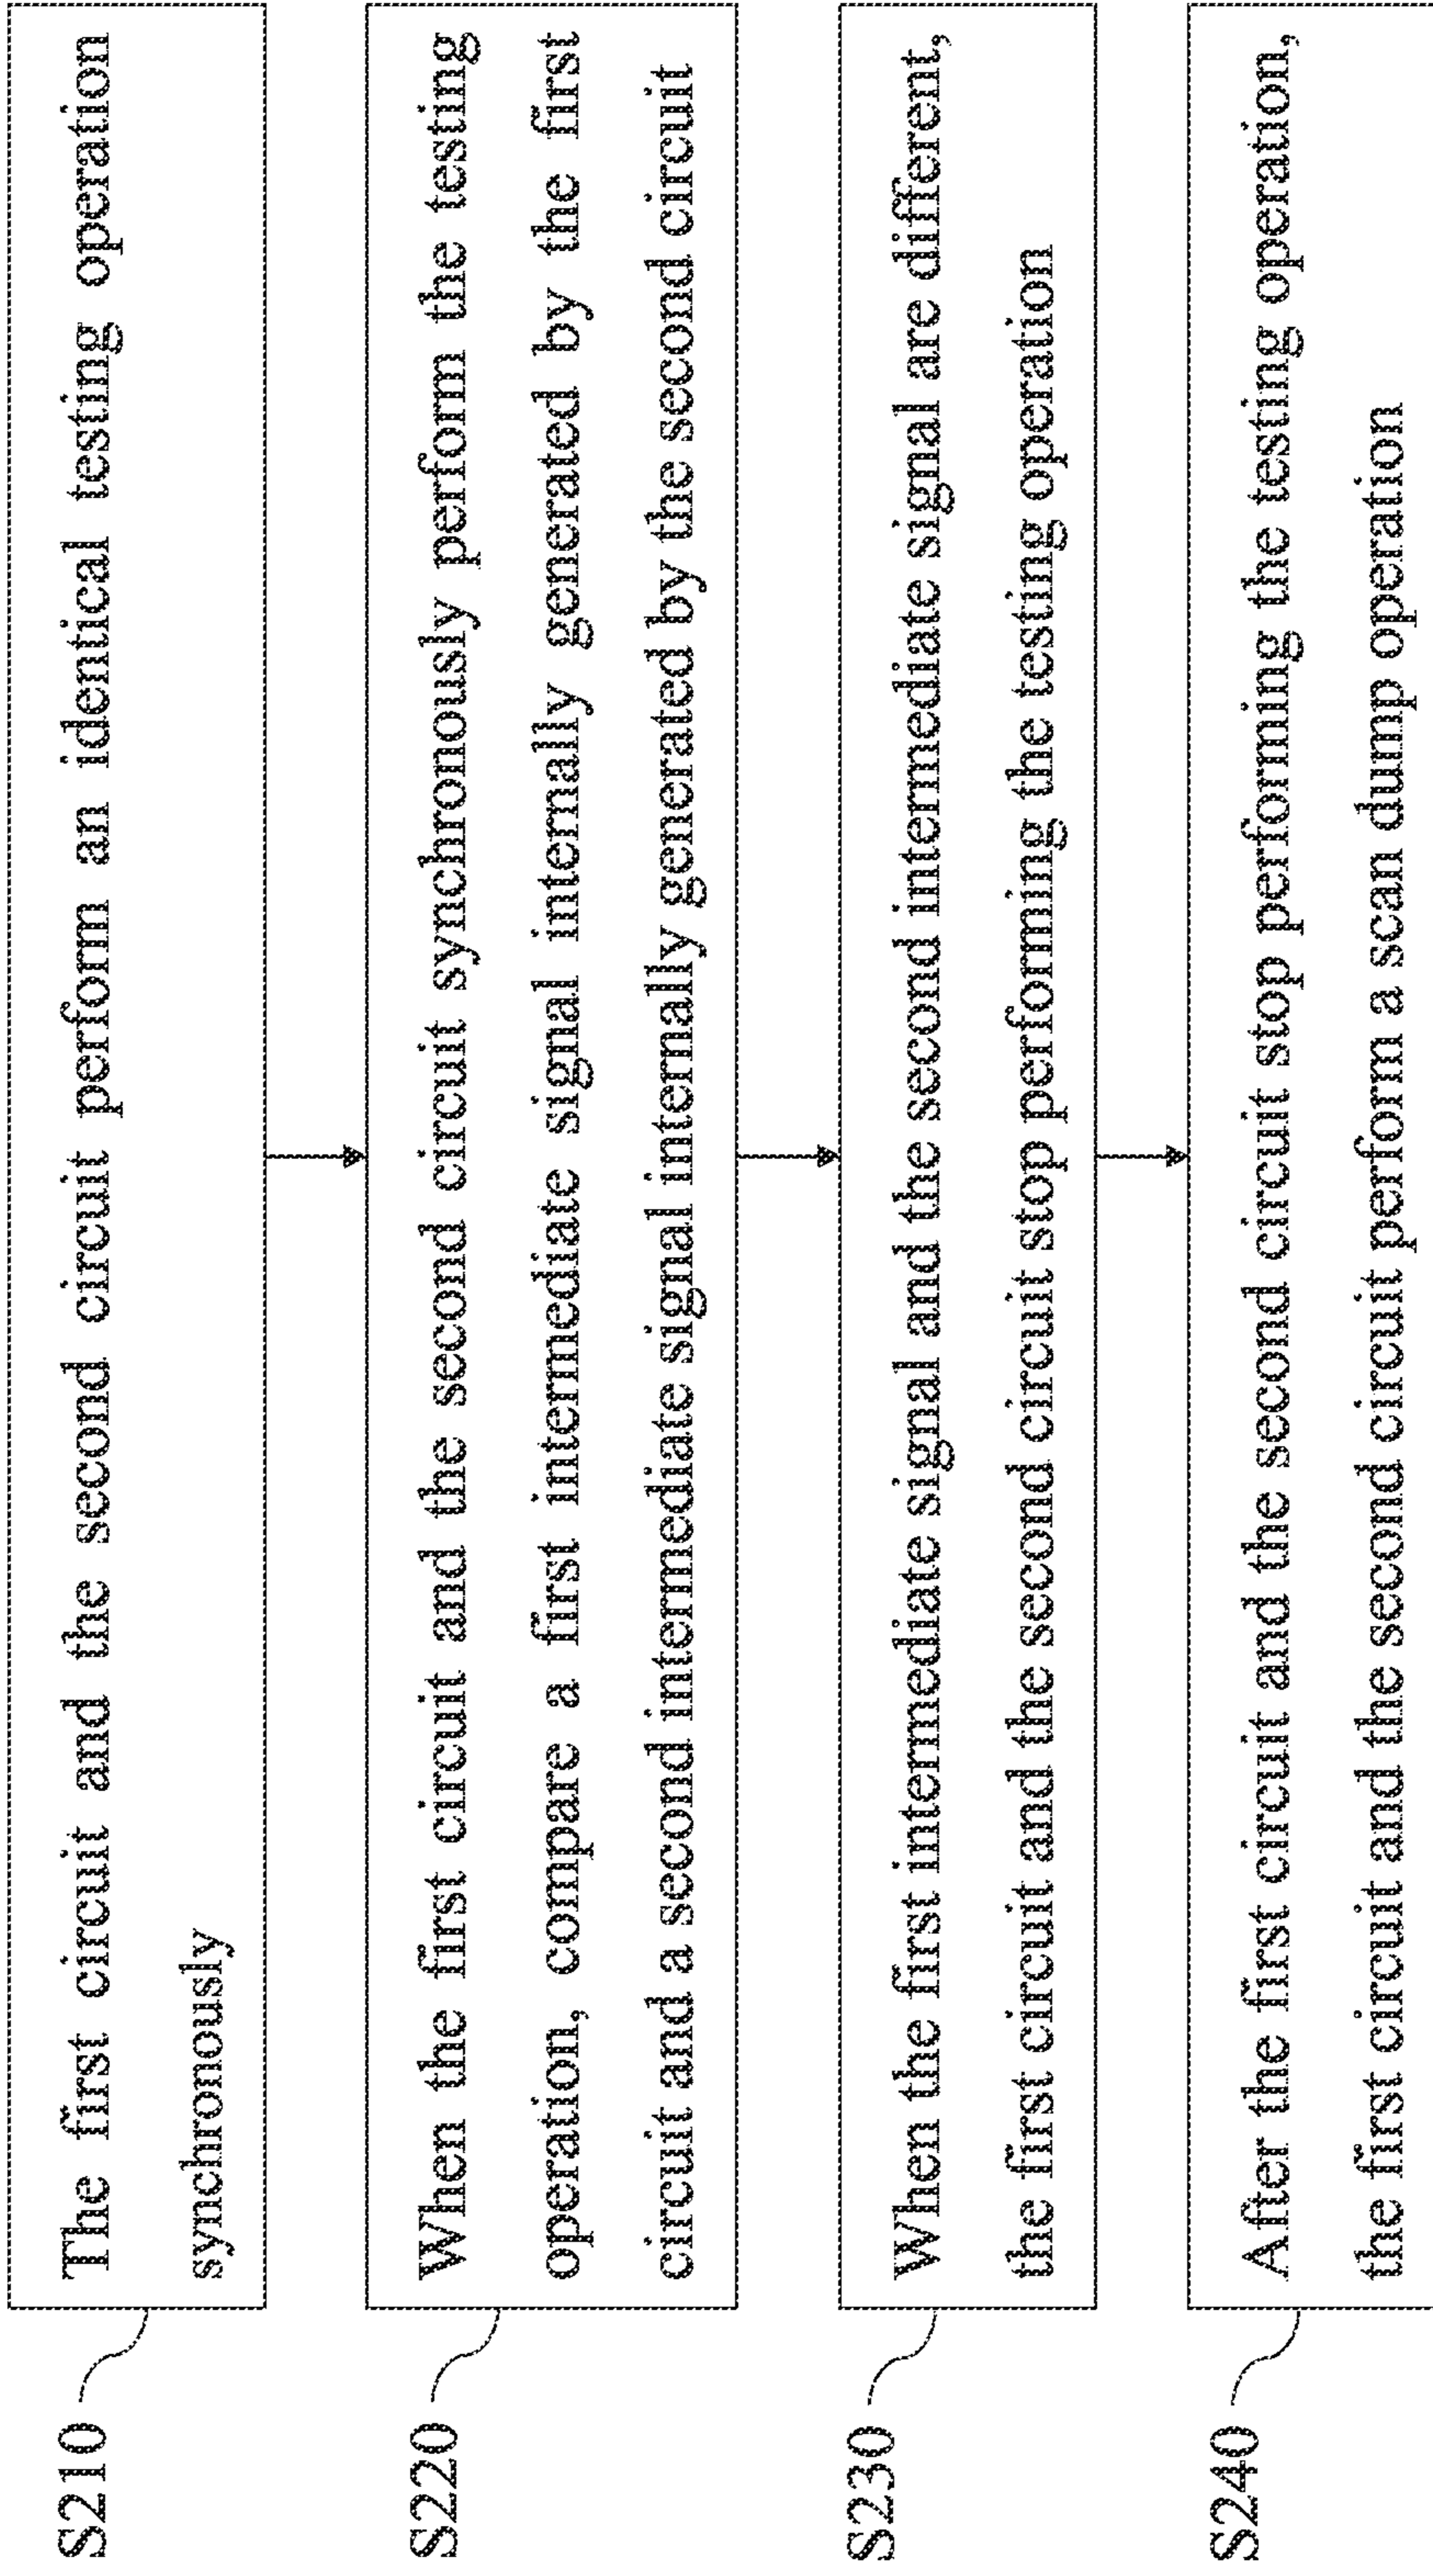 S210
The first circuit and the second circuit perform an identical testing operation
synchronously
S220
When the first circuit and the second circuit synchronously perform the testing
operation, compare a first intermediate signal internally generated by the first
circuit and a second intermediate signal internally generated by the second circuit
S230
When the first intermediate signal and the second intermediate signal are different,
the first circuit and the second circuit stop performing the testing operation
S240
After the first circuit and the second circuit stop performing the testing operation,
the first circuit and the second circuit perform a scan dump operation